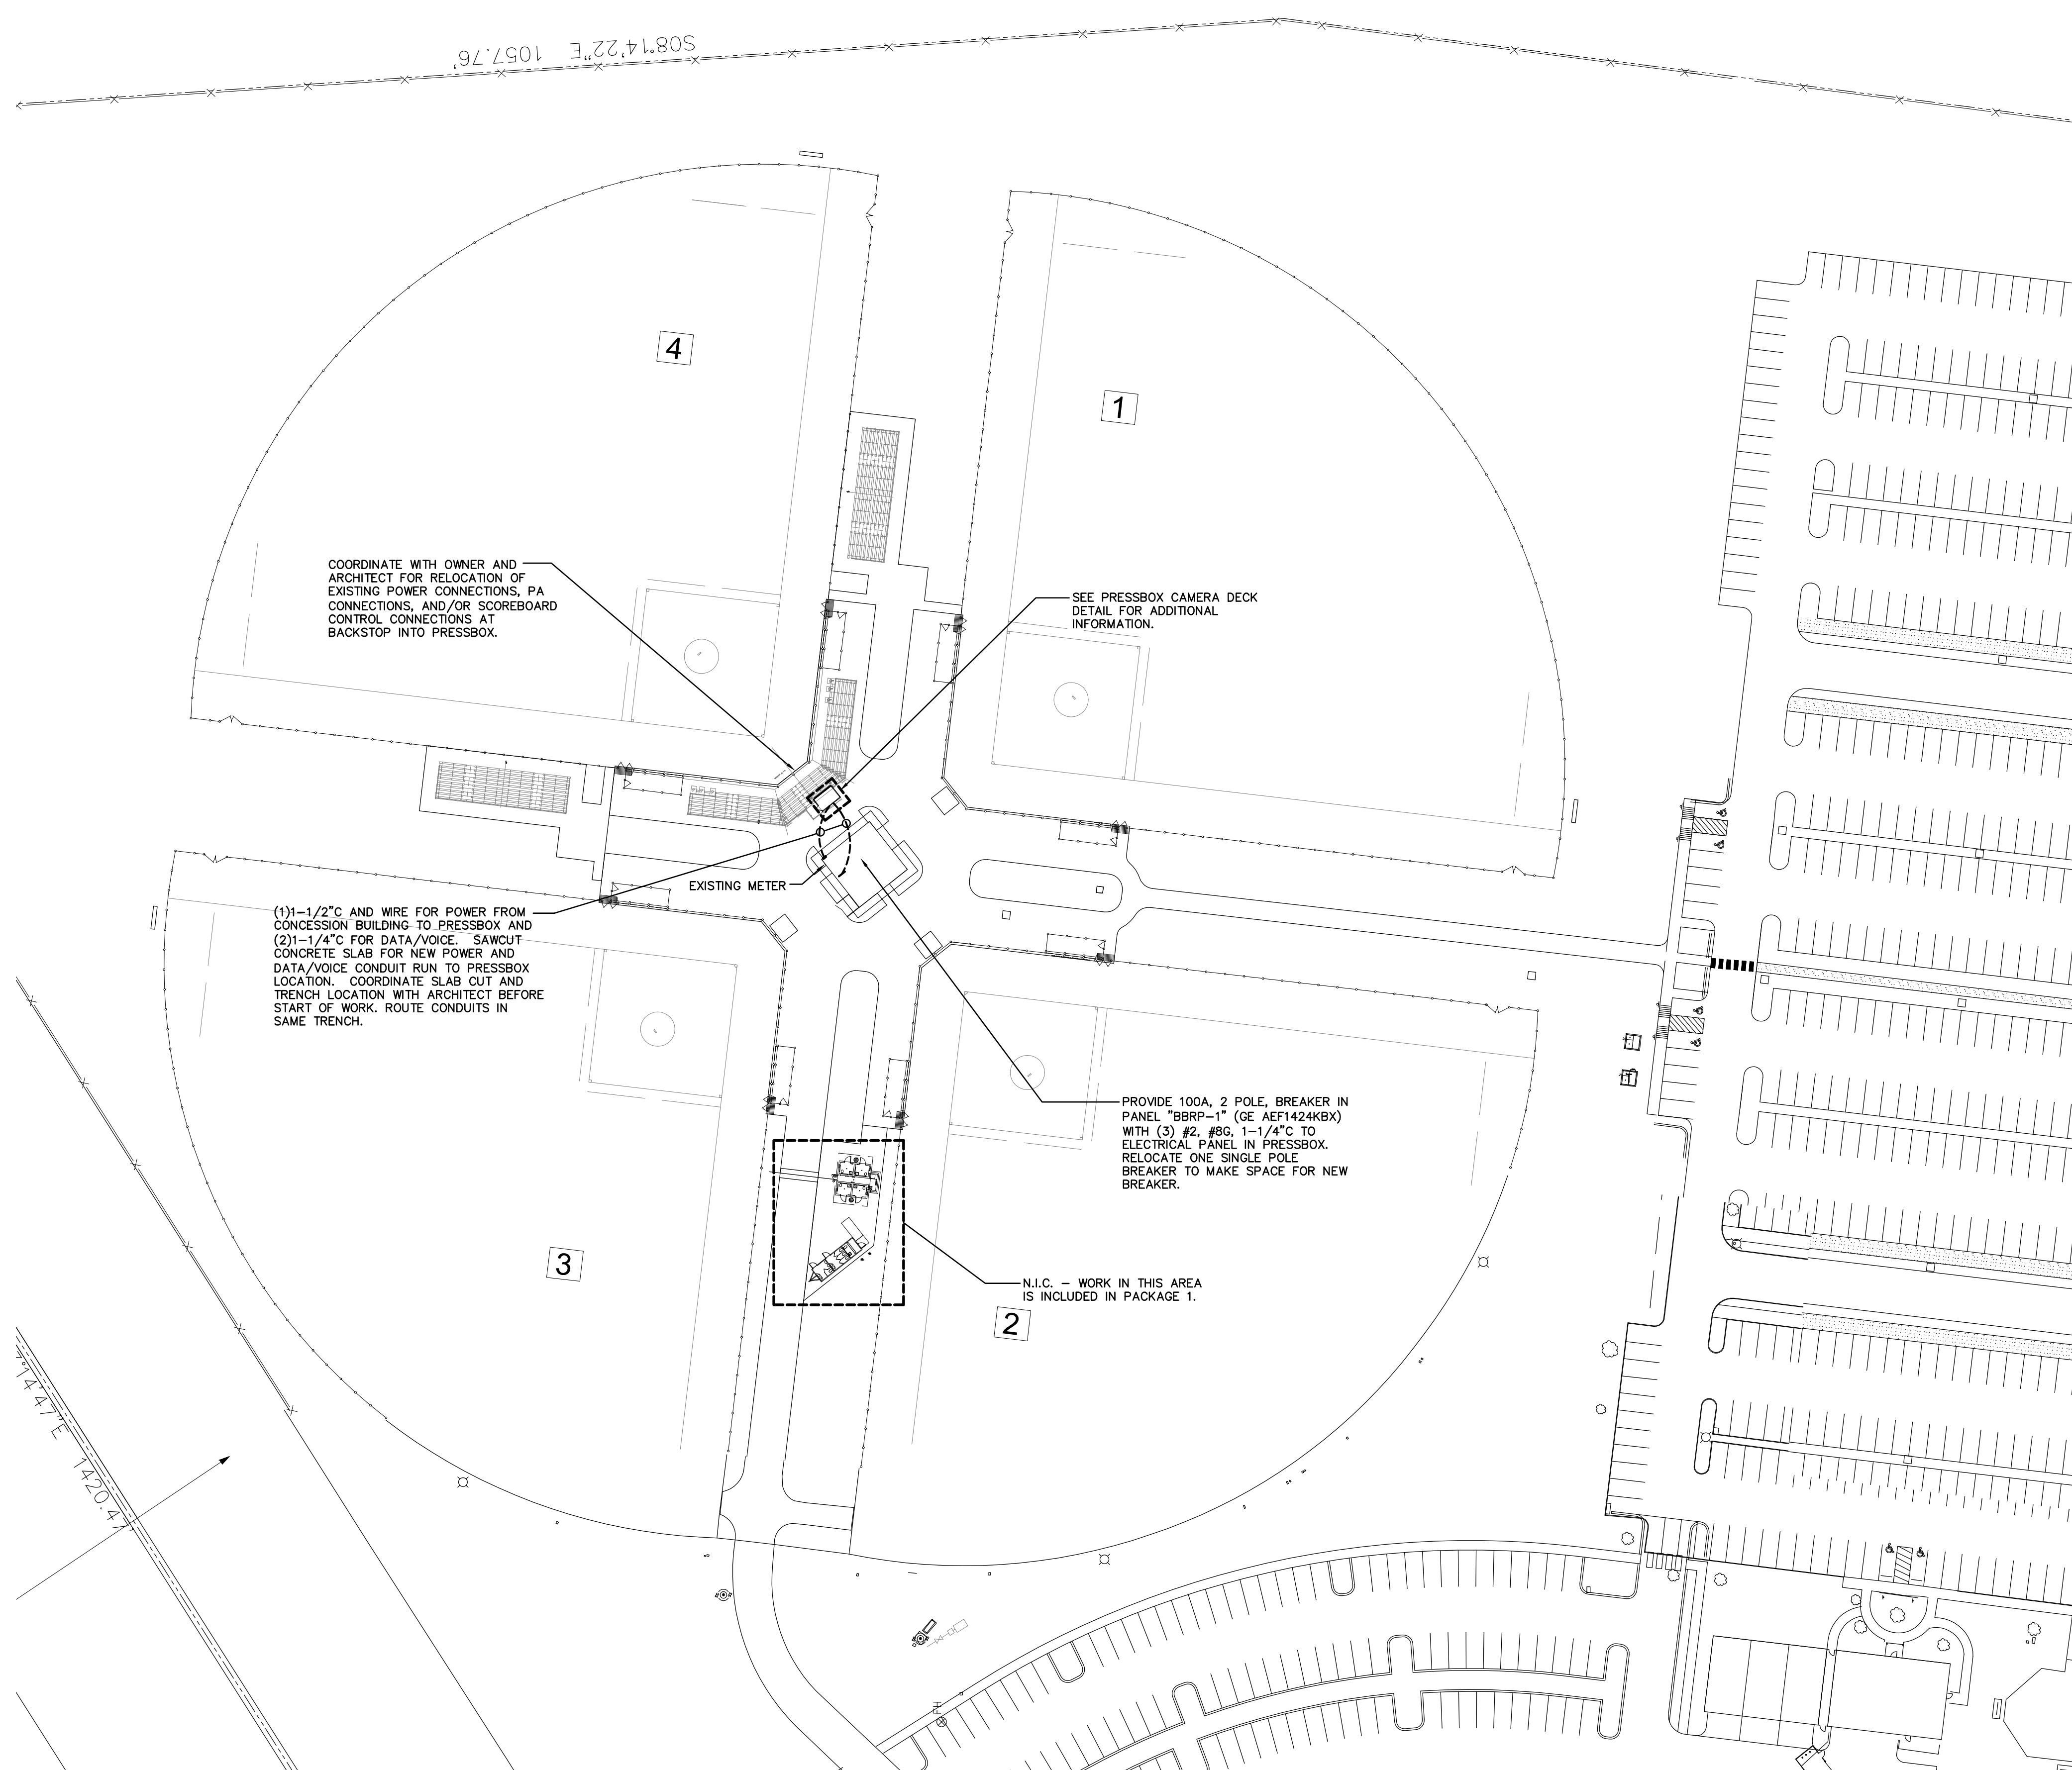 S08°14'22"E 1057.76'
4
1
COORDINATE WITH OWNER AND
ARCHITECT FOR RELOCATION OF
EXISTING POWER CONNECTIONS, PA
CONNECTIONS, AND/OR SCOREBOARD
CONTROL CONNECTIONS AT
BACKSTOP INTO PRESSBOX.
SEE PRESSBOX CAMERA DECK
DETAIL FOR ADDITIONAL
INFORMATION.
EXISTING METER
(1)1-1/2"C AND WIRE FOR POWER FROM
CONCESSION BUILDING TO PRESSBOX AND
(2)1-1/4"C FOR DATA/VOICE. SAWCUT
CONCRETE SLAB FOR NEW POWER AND
DATA/VOICE CONDUIT RUN TO PRESSBOX
LOCATION. COORDINATE SLAB CUT AND
TRENCH LOCATION WITH ARCHITECT BEFORE
START OF WORK. ROUTE CONDUITS IN
SAME TRENCH.
PROVIDE 100A, 2 POLE, BREAKER IN
PANEL "BBRP-1" (GE AEF1424KBX)
WITH (3) #2, #8G, 1-1/4"C TO
ELECTRICAL PANEL IN PRESSBOX.
RELOCATE ONE SINGLE POLE
BREAKER TO MAKE SPACE FOR NEW
BREAKER.
3
N.I.C. - WORK IN THIS AREA
IS INCLUDED IN PACKAGE 1.
2
1420.47'
FH